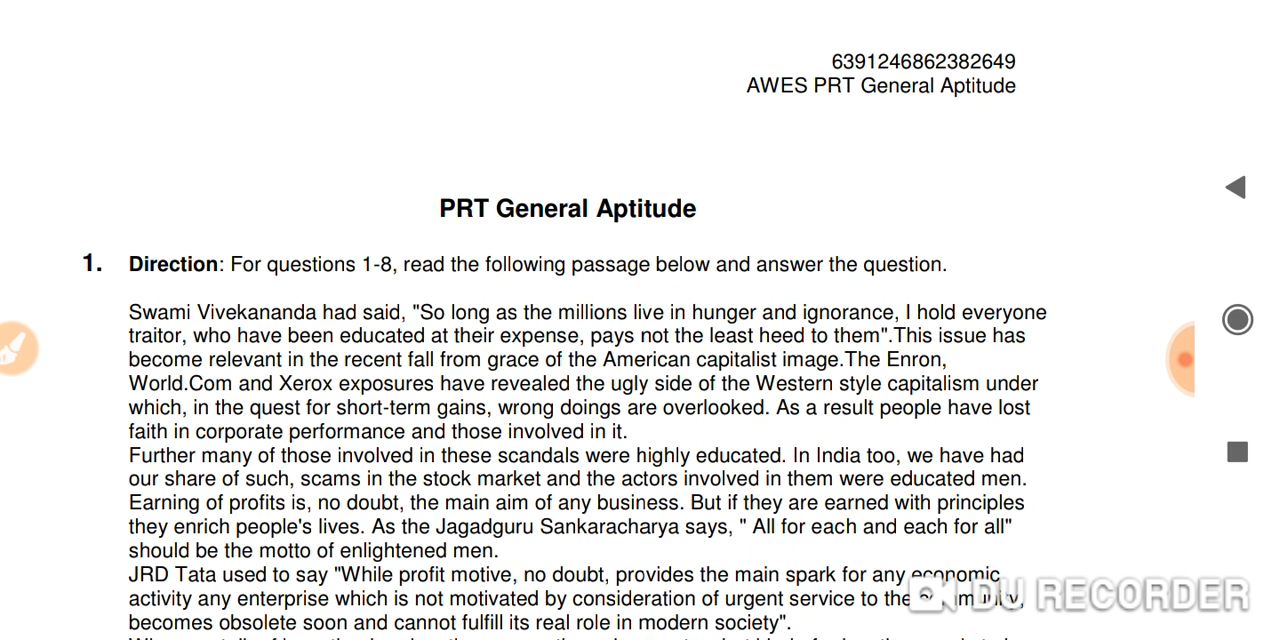 6391246862382649
AWES PRT General Aptitude
PRT General Aptitude
1. Direction: For questions 1-8, read the following passage below and answer the question.
Swami Vivekananda had said, "So long as the millions live in hunger and ignorance, I hold everyone
traitor, who have been educated at their expense, pays not the least heed to them".This issue has
become relevant in the recent fall from grace of the American capitalist image.The Enron,
World.Com and Xerox exposures have revealed the ugly side of the Western style capitalism under
which, in the quest for short-term gains, wrong doings are overlooked. As a result people have lost
faith in corporate performance and those involved in it.
Further many of those involved in these scandals were highly educated. In India too, we have had
our share of such, scams in the stock market and the actors involved in them were educated men.
Earning of profits is, no doubt, the main aim of any business. But if they are earned with principles
they enrich people's lives. As the Jagadguru Sankaracharya says, " All for each and each for all"
should be the motto of enlightened men.
JRD Tata used to say "While profit motive, no doubt, provides the main spark for any economic
activity any enterprise which is not motivated by consideration of urgent service to the community,
becomes obsolete soon and cannot fulfill its real role in modern society".
DU RECORDER